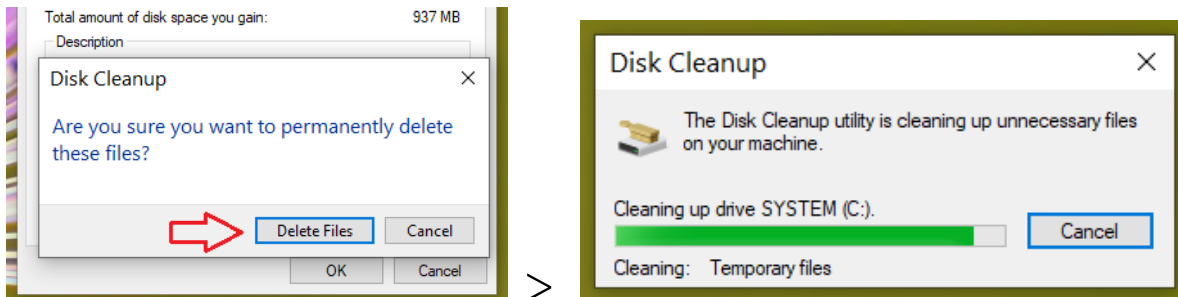 Total amount of disk space you gain: 937 MB
Description
Disk Cleanup
Are you sure you want to permanently delete
these files?
Delete Files Cancel
OK Cancel
>
Disk Cleanup
The Disk Cleanup utility is cleaning up unnecessary files
on your machine.
Cleaning up drive SYSTEM (C:).
Cancel
Cleaning: Temporary files